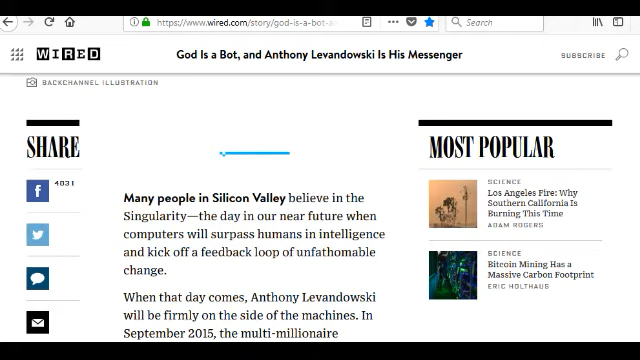 https://www.wired.com/story/god-is-a-bot-a
Search
WIRED
God Is a Bot, and Anthony Levandowski Is His Messenger
SUBSCRIBE
BACKCHANNEL ILLUSTRATION
SHARE
4031
Many people in Silicon Valley believe in the
Singularity—the day in our near future when
computers will surpass humans in intelligence
and kick off a feedback loop of unfathomable
change.
When that day comes, Anthony Levandowski
will be firmly on the side of the machines. In
September 2015, the multi-millionaire
MOST POPULAR
SCIENCE
Los Angeles Fire: Why
Southern California Is
Burning This Time
ADAM ROGERS
SCIENCE
Bitcoin Mining Has a
Massive Carbon Footprint
ERIC HOLTHAUS